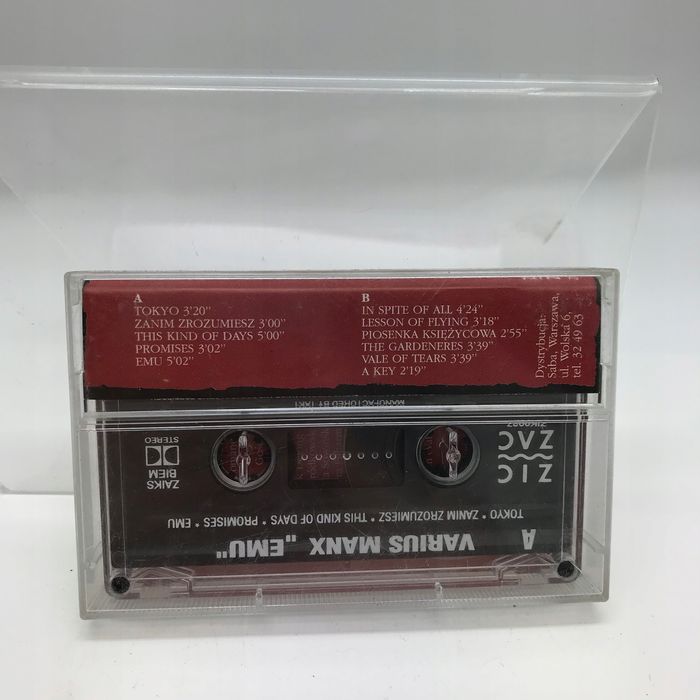 A
TOKYO 3'20"
ZANIM ZROZUMIESZ 3'00"
THIS KIND OF DAYS 5'00"
PROMISES 3'02"
EMU 5'02"
B
IN SPITE OF ALL 4'24"
LESSON OF FLYING 3'18"
PIOSENKA KSIĘŻYCOWA 2'55"
THE GARDENERES 3'39"
VALE OF TEARS 3'39"
A KEY 2'19"
Dystrybucja:
Saba, Warszawa,
ul. Wolska 6,
tel. 32 49 63
A VARIUS MANX „EMU"
TOKYO * ZANIM ZROZUMIESZ * THIS KIND OF DAYS * PROMISES * EMU
ZIC
ZAC
ZAIKS
BIEM
STEREO
MANUFACTURED BY TAKT